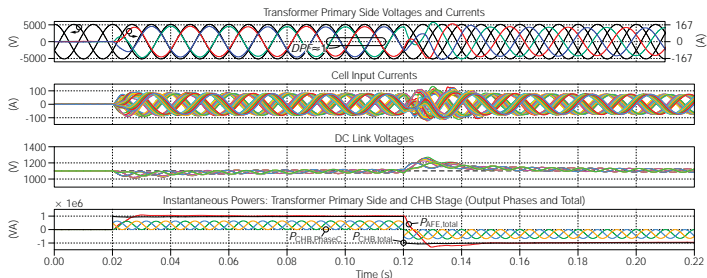 Transformer Primary Side Voltages and Currents
5000
0
-5000
(V)
167
0
-167
(A)
DPF≈1
Cell Input Currents
100
0
-100
(A)
DC Link Voltages
1400
1200
1000
(V)
Instantaneous Powers: Transformer Primary Side and CHB Stage (Output Phases and Total)
× 1e6
1
0
-1
(VA)
P_AFE,total
P_CHB,PhaseC
P_CHB,total
0.00 0.02 0.04 0.06 0.08 0.10 0.12 0.14 0.16 0.18 0.20 0.22
Time (s)